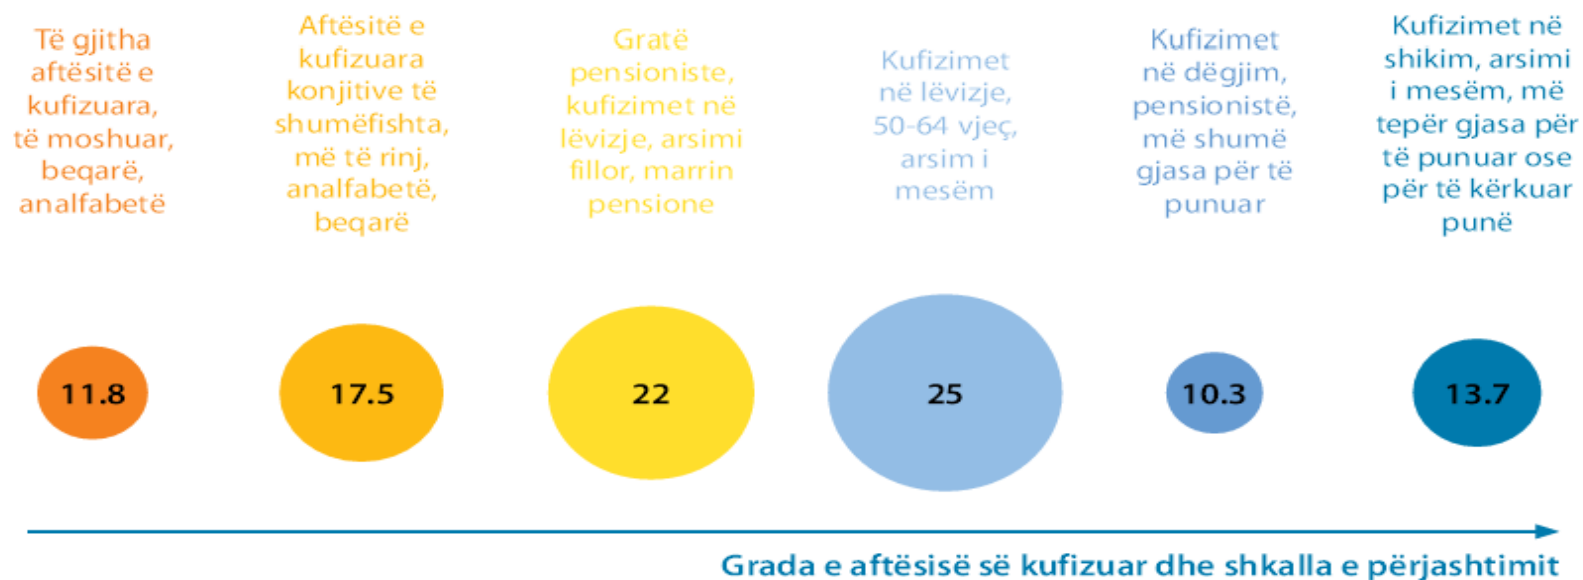 Të gjitha
aftësitë e
kufizuara,
të moshuar,
beqarë,
analfabetë
Aftësitë e
kufizuara
konjitive të
shumëfishta,
më të rinj,
analfabetë,
beqarë
Gratë
pensioniste,
kufizimet në
lëvizje, arsimi
fillor, marrin
pensione
Kufizimet
në lëvizje,
50-64 vjeç,
arsim i
mesëm
Kufizimet
në dëgjim,
pensionistë,
më shumë
gjasa për të
punuar
Kufizimet në
shikim, arsimi
i mesëm, më
tepër gjasa për
të punuar ose
për të kërkuar
punë
11.8
17.5
22
25
10.3
13.7
Grada e aftësisë së kufizuar dhe shkalla e përjashtimit